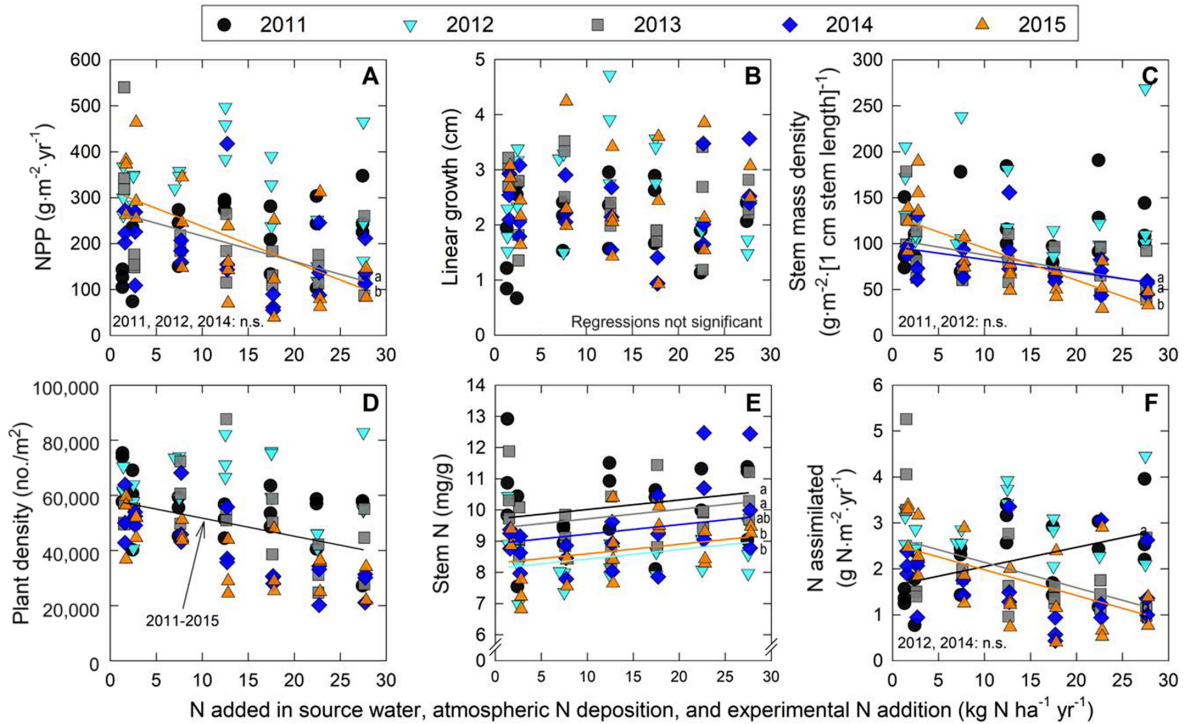 2011 2012 2013 2014 2015
A
NPP (g·m⁻²·yr⁻¹)
600
500
400
300
200
100
0
2011, 2012, 2014: n.s.
a
b
0 5 10 15 20 25 30
B
Linear growth (cm)
6
5
4
3
2
1
0
Regressions not significant
0 5 10 15 20 25 30
C
Stem mass density
(g·m⁻²·[1 cm stem length]⁻¹)
300
250
200
150
100
50
0
2011, 2012: n.s.
a
a
b
0 5 10 15 20 25 30
D
Plant density (no./m²)
100,000
80,000
60,000
40,000
20,000
0
2011-2015
0 5 10 15 20 25 30
E
Stem N (mg/g)
14
13
12
11
10
9
8
7
6
0
a
a
ab
b
b
0 5 10 15 20 25 30
F
N assimilated
(g N·m⁻²·yr⁻¹)
6
5
4
3
2
1
0
2012, 2014: n.s.
a
0 5 10 15 20 25 30
N added in source water, atmospheric N deposition, and experimental N addition (kg N ha⁻¹ yr⁻¹)